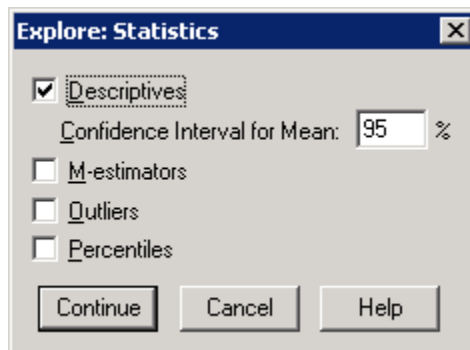 Explore: Statistics
Descriptives
Confidence Interval for Mean: 95 %
M-estimators
Outliers
Percentiles
Continue Cancel Help